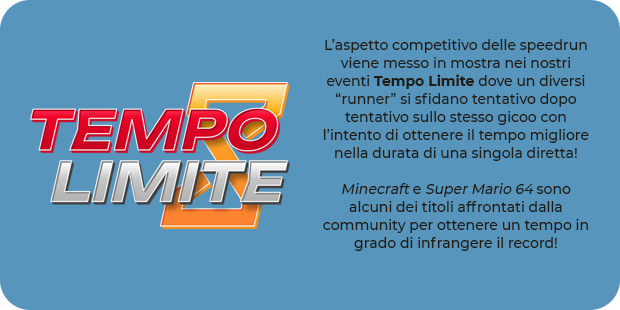 TEMPO
LIMITE
L’aspetto competitivo delle speedrun
viene messo in mostra nei nostri
eventi Tempo Limite dove un diversi
“runner” si sfidano tentativo dopo
tentativo sullo stesso gicoo con
l’intento di ottenere il tempo migliore
nella durata di una singola diretta!
Minecraft e Super Mario 64 sono
alcuni dei titoli affrontati dalla
community per ottenere un tempo in
grado di infrangere il record!